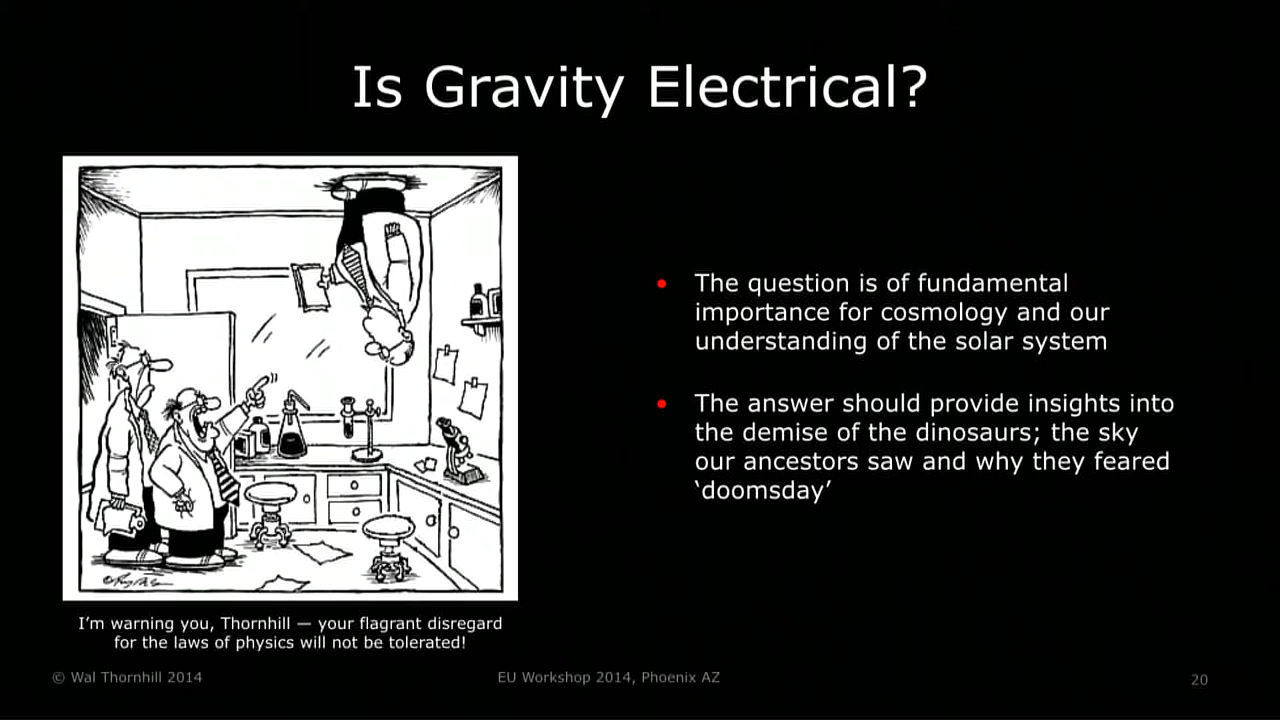 Is Gravity Electrical?
• The question is of fundamental
importance for cosmology and our
understanding of the solar system
• The answer should provide insights into
the demise of the dinosaurs; the sky
our ancestors saw and why they feared
‘doomsday’
I’m warning you, Thornhill — your flagrant disregard
for the laws of physics will not be tolerated!
© Wal Thornhill 2014
EU Workshop 2014, Phoenix AZ
20